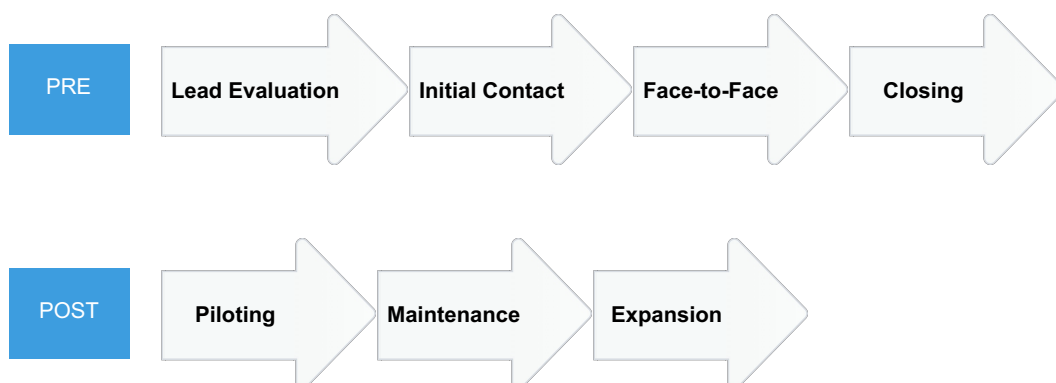 PRE
Lead Evaluation
Initial Contact
Face-to-Face
Closing
POST
Piloting
Maintenance
Expansion